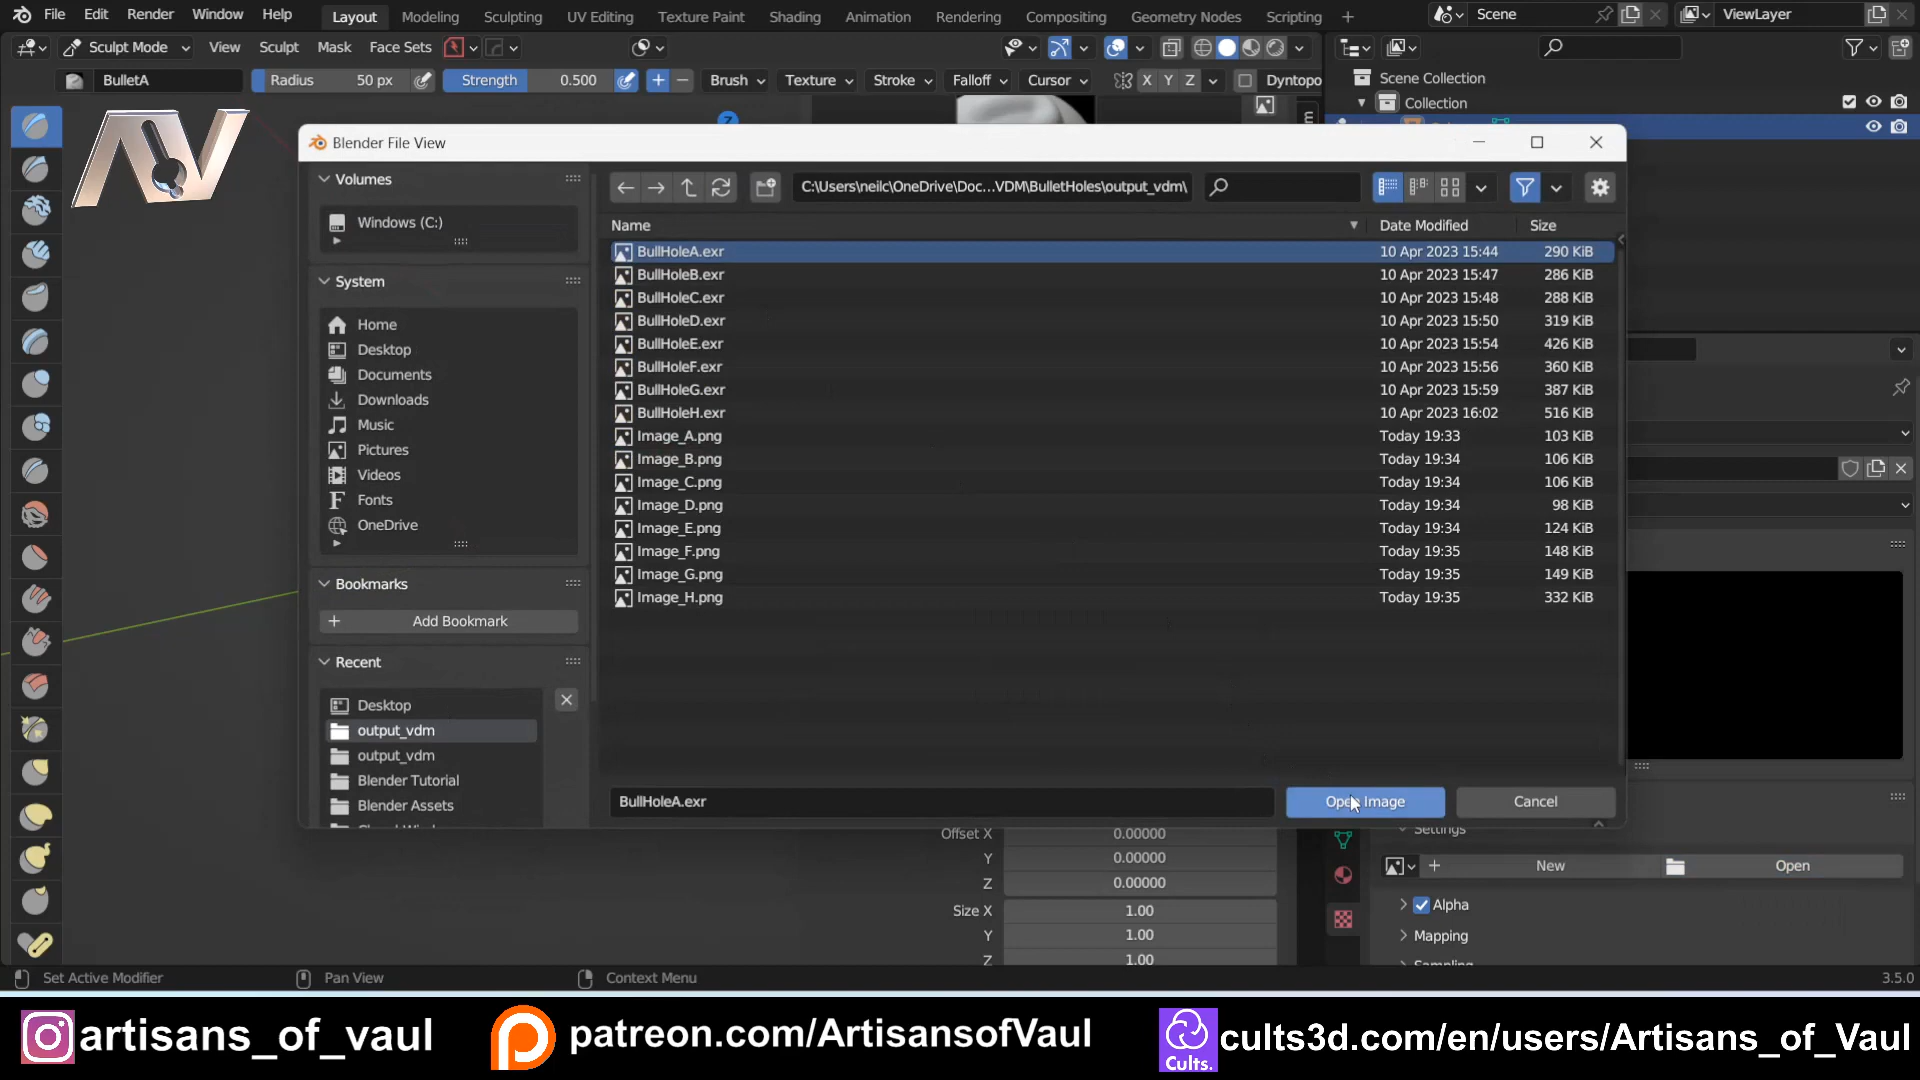 File Edit Render Window Help Layout Modeling Sculpting UV Editing Texture Paint Shading Animation Rendering Compositing Geometry Nodes Scripting + Scene ViewLayer
Sculpt Mode View Sculpt Mask Face Sets
BulletA Radius 50 px Strength 0.500 Brush Texture Stroke Falloff Cursor X Y Z Dyntopo
Scene Collection
Collection
Blender File View
Volumes
Windows (C:)
System
Home
Desktop
Documents
Downloads
Music
Pictures
Videos
Fonts
OneDrive
Bookmarks
Add Bookmark
Recent
Desktop
output_vdm
output_vdm
Blender Tutorial
Blender Assets
C:\Users\neilc\OneDrive\Doc...VDM\BulletHoles\output_vdm\
Name Date Modified Size
BullHoleA.exr 10 Apr 2023 15:44 290 KiB
BullHoleB.exr 10 Apr 2023 15:47 286 KiB
BullHoleC.exr 10 Apr 2023 15:48 288 KiB
BullHoleD.exr 10 Apr 2023 15:50 319 KiB
BullHoleE.exr 10 Apr 2023 15:54 426 KiB
BullHoleF.exr 10 Apr 2023 15:56 360 KiB
BullHoleG.exr 10 Apr 2023 15:59 387 KiB
BullHoleH.exr 10 Apr 2023 16:02 516 KiB
Image_A.png Today 19:33 103 KiB
Image_B.png Today 19:34 106 KiB
Image_C.png Today 19:34 106 KiB
Image_D.png Today 19:34 98 KiB
Image_E.png Today 19:34 124 KiB
Image_F.png Today 19:35 148 KiB
Image_G.png Today 19:35 149 KiB
Image_H.png Today 19:35 332 KiB
BullHoleA.exr Open Image Cancel
Offset X 0.00000
Y 0.00000
Z 0.00000
Size X 1.00
Y 1.00
Z 1.00
Settings
New Open
Alpha
Mapping
Sampling
Set Active Modifier Pan View Context Menu 3.5.0
artisans_of_vaul patreon.com/ArtisansofVaul Cults. cults3d.com/en/users/Artisans_of_Vaul